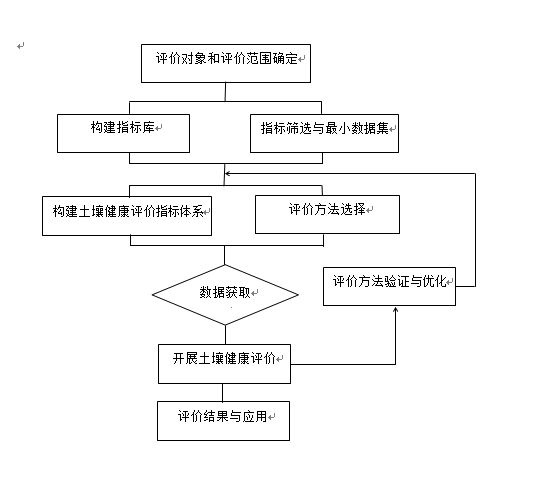 评价对象和评价范围确定
构建指标库
指标筛选与最小数据集
构建土壤健康评价指标体系
评价方法选择
数据获取
评价方法验证与优化
开展土壤健康评价
评价结果与应用